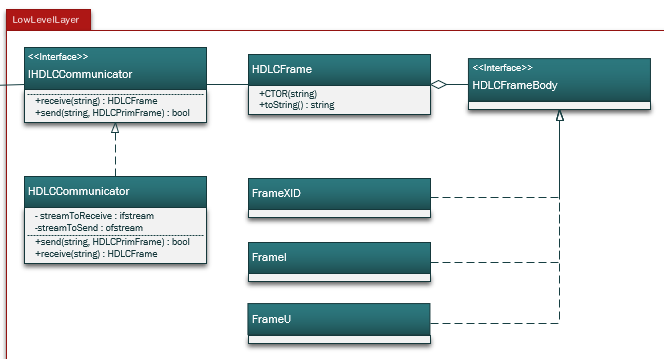 LowLevelLayer
<<Interface>>
IHDLCCommunicator
+receive(string) : HDLCFrame
+send(string, HDLCPrimFrame) : bool
HDLCFrame
+CTOR(string)
+toString() : string
<<Interface>>
HDLCFrameBody
HDLCCommunicator
- streamToReceive : ifstream
-streamToSend : ofstream
+send(string, HDLCPrimFrame) : bool
+receive(string) : HDLCFrame
FrameXID
FrameI
FrameU